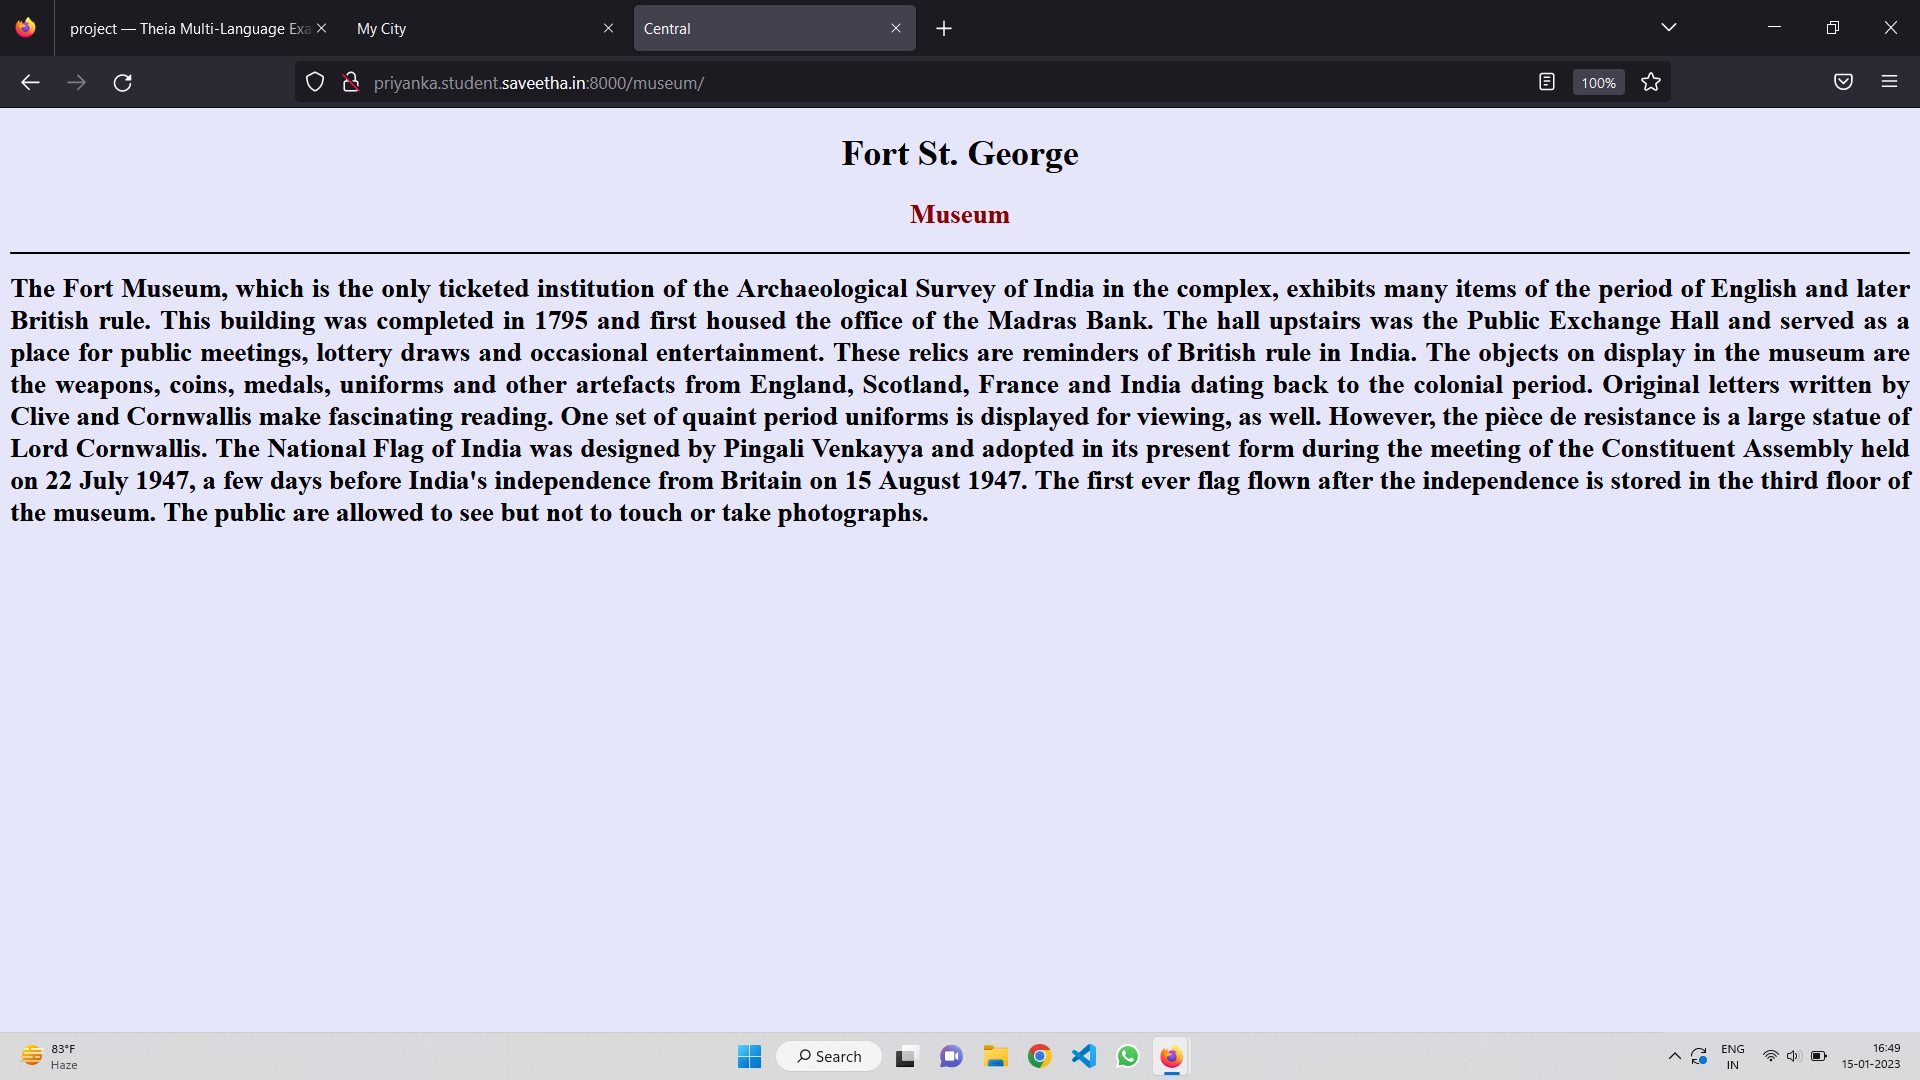 project — Theia Multi-Language Exa
My City
Central
priyanka.student.saveetha.in:8000/museum/
100%
Fort St. George
Museum
The Fort Museum, which is the only ticketed institution of the Archaeological Survey of India in the complex, exhibits many items of the period of English and later
British rule. This building was completed in 1795 and first housed the office of the Madras Bank. The hall upstairs was the Public Exchange Hall and served as a
place for public meetings, lottery draws and occasional entertainment. These relics are reminders of British rule in India. The objects on display in the museum are
the weapons, coins, medals, uniforms and other artefacts from England, Scotland, France and India dating back to the colonial period. Original letters written by
Clive and Cornwallis make fascinating reading. One set of quaint period uniforms is displayed for viewing, as well. However, the pièce de resistance is a large statue of
Lord Cornwallis. The National Flag of India was designed by Pingali Venkayya and adopted in its present form during the meeting of the Constituent Assembly held
on 22 July 1947, a few days before India's independence from Britain on 15 August 1947. The first ever flag flown after the independence is stored in the third floor of
the museum. The public are allowed to see but not to touch or take photographs.
83°F
Haze
Search
ENG
IN
16:49
15-01-2023